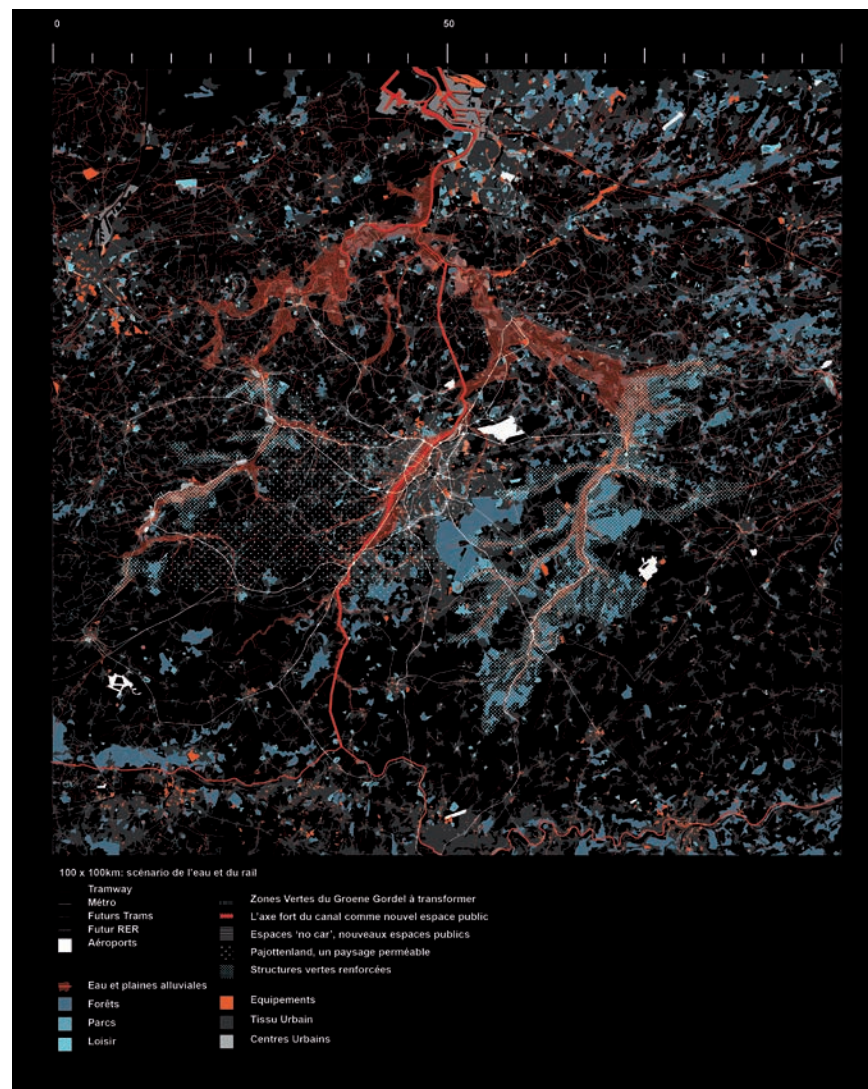 0
50
100 x 100km: scénario de l'eau et du rail
Tramway
Métro
Futurs Trams
Futur RER
Aéroports
Eau et plaines alluviales
Forêts
Parcs
Loisir
Zones Vertes du Groene Gordel à transformer
L'axe fort du canal comme nouvel espace public
Espaces 'no car', nouveaux espaces publics
Pajottenland, un paysage perméable
Structures vertes renforcées
Equipements
Tissu Urbain
Centres Urbains